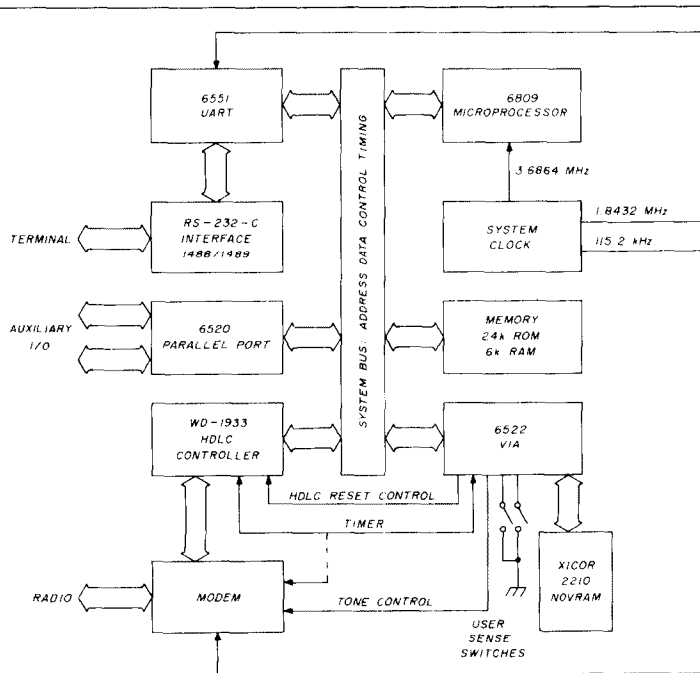 6551
UART
6809
MICROPROCESSOR
SYSTEM BUS: ADDRESS DATA CONTROL TIMING
3.6864 MHz
TERMINAL
RS-232-C
INTERFACE
1488/1489
SYSTEM
CLOCK
1.8432 MHz
115.2 kHz
AUXILIARY
I/O
6520
PARALLEL PORT
MEMORY
24k ROM
6k RAM
WD-1933
HDLC
CONTROLLER
6522
VIA
HDLC RESET CONTROL
TIMER
RADIO
MODEM
TONE CONTROL
USER
SENSE
SWITCHES
XICOR
2210
NOVRAM